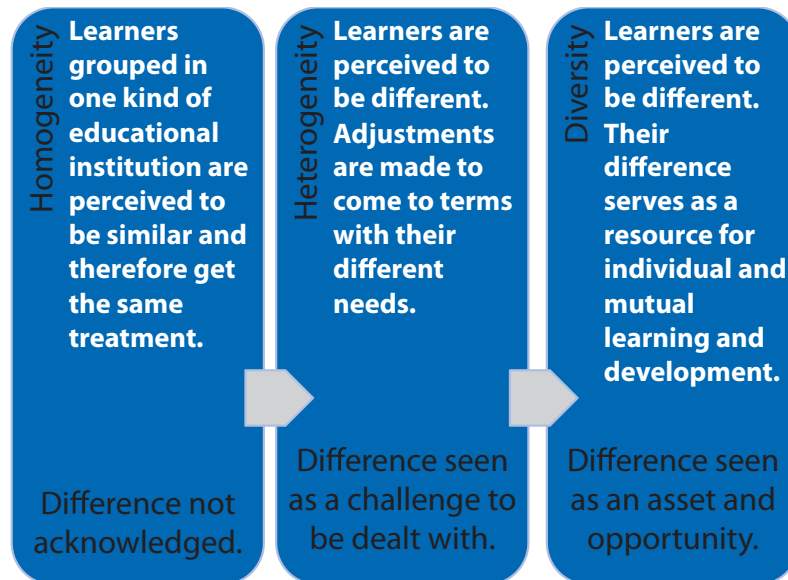 Homogeneity
Learners
grouped in
one kind of
educational
institution are
perceived to
be similar and
therefore get
the same
treatment.
Difference not
acknowledged.
Heterogeneity
Learners are
perceived to
be different.
Adjustments
are made to
come to terms
with their
different
needs.
Difference seen
as a challenge to
be dealt with.
Diversity
Learners are
perceived to
be different.
Their
difference
serves as a
resource for
individual and
mutual
learning and
development.
Difference seen
as an asset and
opportunity.